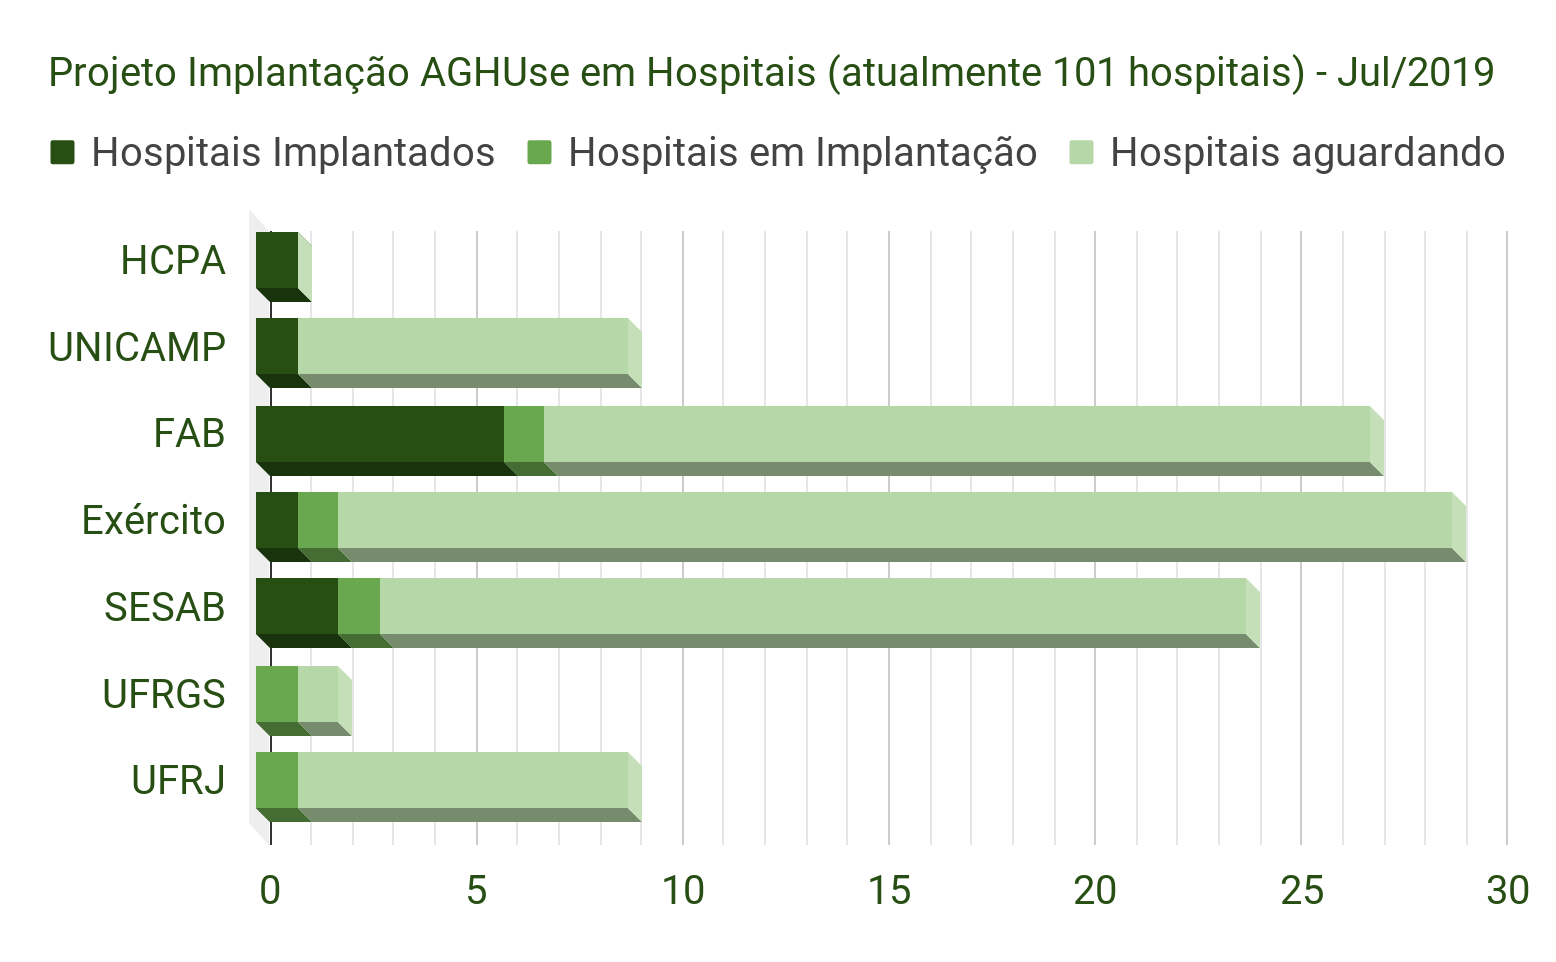 Projeto Implantação AGHUse em Hospitais (atualmente 101 hospitais) - Jul/2019
Hospitais Implantados Hospitais em Implantação Hospitais aguardando
HCPA
UNICAMP
FAB
Exército
SESAB
UFRGS
UFRJ
0 5 10 15 20 25 30